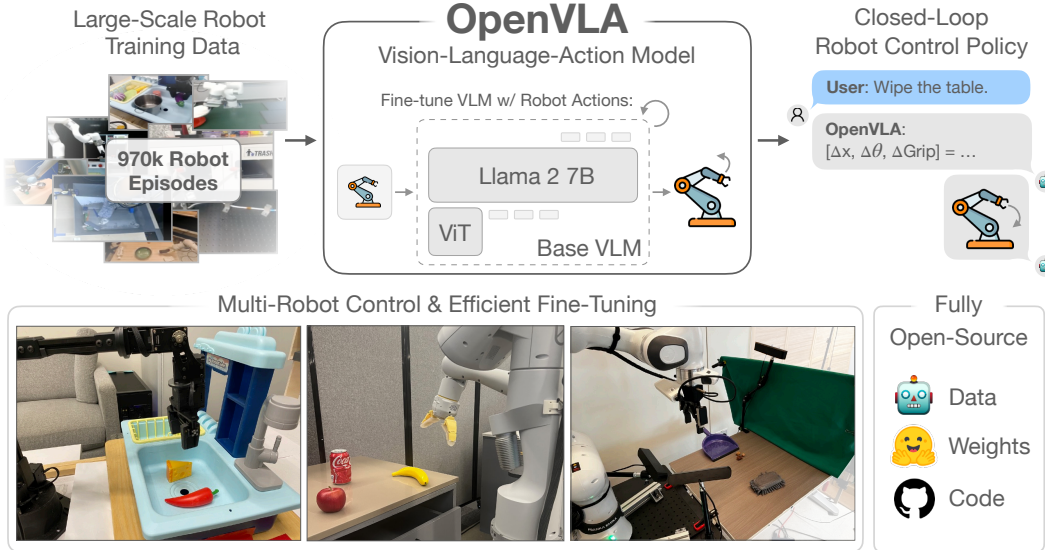 Large-Scale Robot
Training Data
970k Robot
Episodes
OpenVLA
Vision-Language-Action Model
Fine-tune VLM w/ Robot Actions:
Llama 2 7B
ViT
Base VLM
Closed-Loop
Robot Control Policy
User: Wipe the table.
OpenVLA:
[Δx, Δθ, ΔGrip] = …
Multi-Robot Control & Efficient Fine-Tuning
Coca-Cola
Fully
Open-Source
Data
Weights
Code